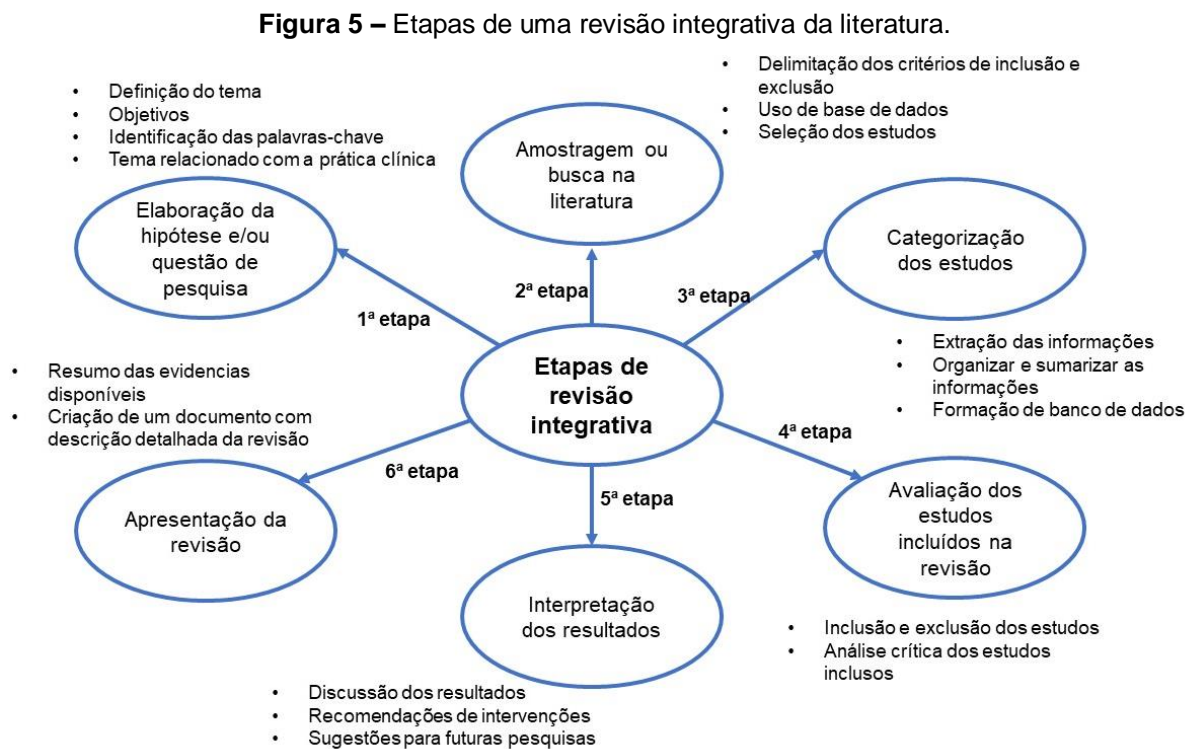 Figura 5 – Etapas de uma revisão integrativa da literatura.
• Definição do tema
• Objetivos
• Identificação das palavras-chave
• Tema relacionado com a prática clínica
Elaboração da
hipótese e/ou
questão de
pesquisa
1ª etapa
Amostragem ou
busca na
literatura
2ª etapa
• Delimitação dos critérios de inclusão e
exclusão
• Uso de base de dados
• Seleção dos estudos
Categorização
dos estudos
3ª etapa
• Extração das informações
• Organizar e sumarizar as
informações
• Formação de banco de dados
Etapas de
revisão
integrativa
4ª etapa
Avaliação dos
estudos
incluídos na
revisão
• Inclusão e exclusão dos estudos
• Análise crítica dos estudos
inclusos
5ª etapa
Interpretação
dos resultados
• Discussão dos resultados
• Recomendações de intervenções
• Sugestões para futuras pesquisas
6ª etapa
Apresentação da
revisão
• Resumo das evidencias
disponíveis
• Criação de um documento com
descrição detalhada da revisão